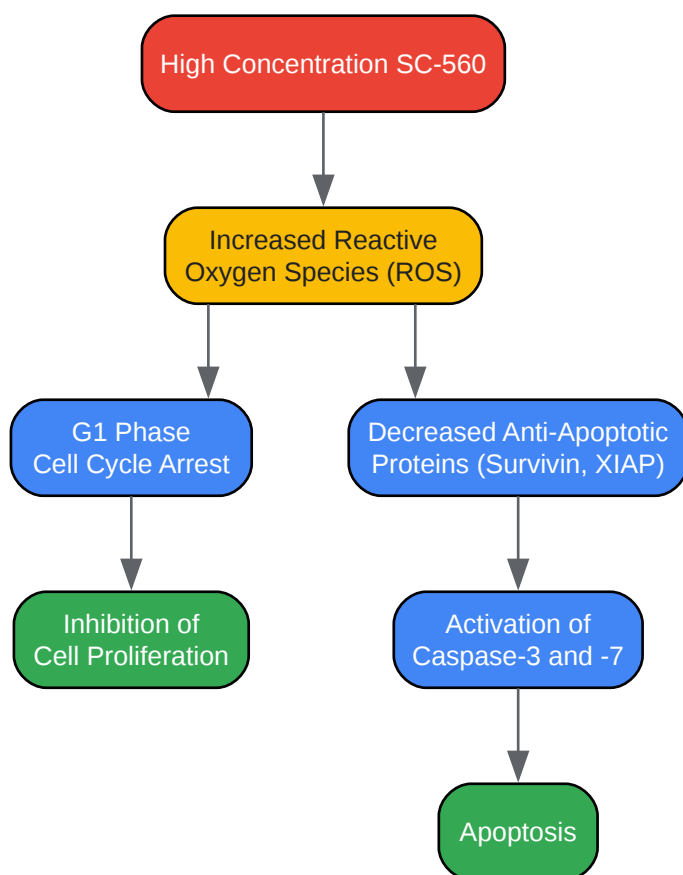 High Concentration SC-560
Increased Reactive
Oxygen Species (ROS)
G1 Phase
Cell Cycle Arrest
Decreased Anti-Apoptotic
Proteins (Survivin, XIAP)
Inhibition of
Cell Proliferation
Activation of
Caspase-3 and -7
Apoptosis